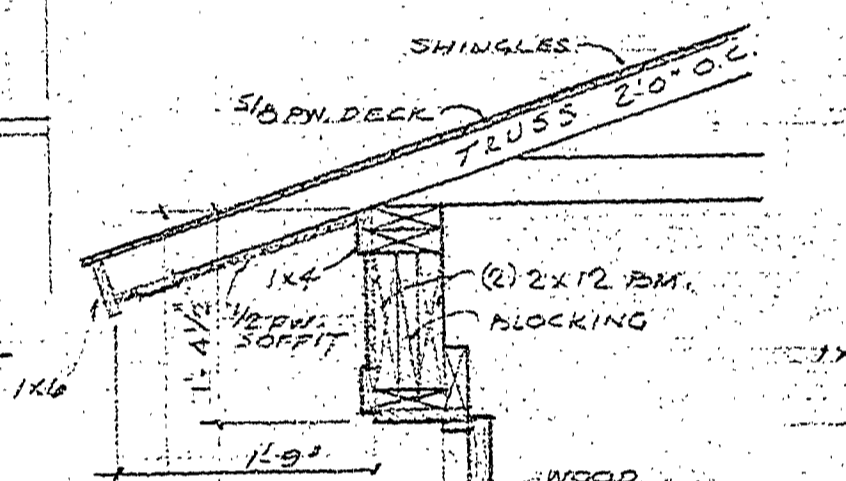 SHINGLES
5/8 PW. DECK
TRUSS 2'-0" O.C.
1x4
(2) 2x12 BM.
1/2 PW.
SOFFIT
BLOCKING
1'-4 1/2"
1x6
1'-9"
WOOD